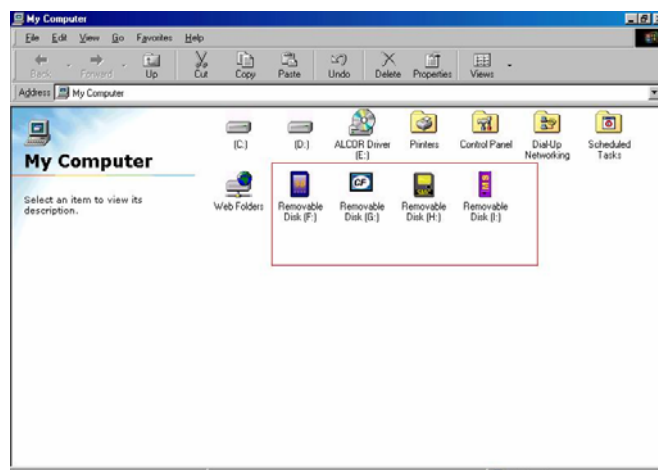 My Computer
File Edit View Go Favorites Help
Back Forward Up Cut Copy Paste Undo Delete Properties Views
Address My Computer
(C:) (D:) ALCOR Driver (E:) Printers Control Panel Dial-Up Networking Scheduled Tasks
My Computer
Select an item to view its
description.
Web Folders Removable Disk (F:) Removable Disk (G:) Removable Disk (H:) Removable Disk (I:)
CF
MS